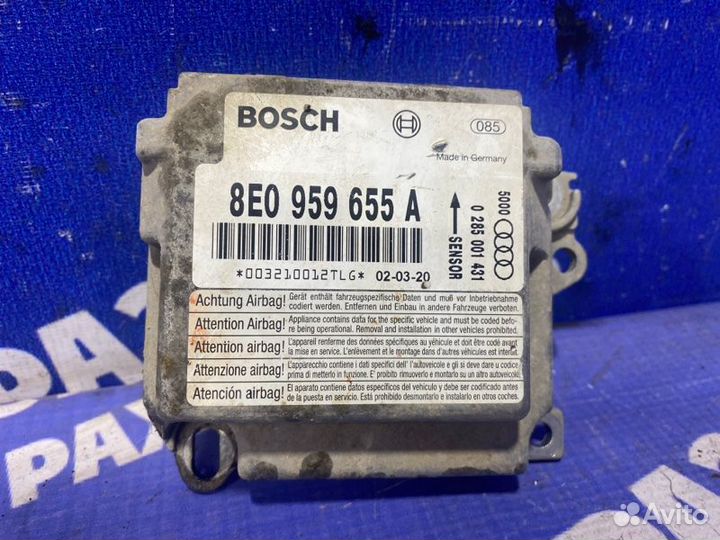 BOSCH
085
Made in Germany
8E0 959 655 A
*003210012TLG* 02-03-20
SENSOR
0 285 001 431
5000
Achtung Airbag! Gerät enthält fahrzeugspezifische Daten und muß vor Inbetriebnahme
codiert werden. Entfernen und Einbau in andere Fahrzeuge verboten.
Attention Airbag! Appliance contains data for the specific vehicle and must be coded befo-
re being operational. Removal and installation in other vehicles prohibited.
Attention airbag! L'appareil renferme des données spécifiques au véhicule et doit être codé avant
la mise en service. L'enlèvement et le montage dans d'autres véhicules est interdit.
Attenzione airbag! L'apparecchio contiene i dati specifici dell' l'autoveicolo e gli si deve dare u codice
prima di metterlo in funzione. E' proibito rimuoverlo e montarlo su un altro autoveicolo.
Atención airbag! El aparato contiene datos específicos del vehículo y debe ser codificado antes
de la puesta en servicio. Está prohibido desmontarlo e instalarlo en otros coches.
Avito